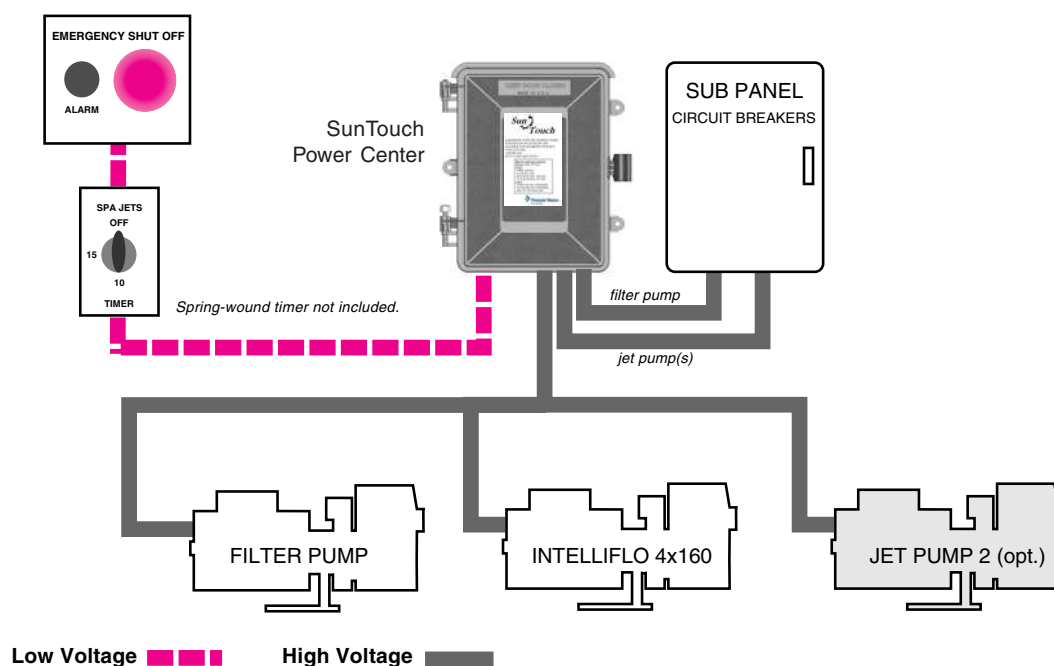 EMERGENCY SHUT OFF
ALARM
SunTouch
Power Center
Sun
Touch
SUB PANEL
CIRCUIT BREAKERS
SPA JETS
OFF
15
10
TIMER
Spring-wound timer not included.
filter pump
jet pump(s)
FILTER PUMP
INTELLIFLO 4x160
JET PUMP 2 (opt.)
Low Voltage
High Voltage